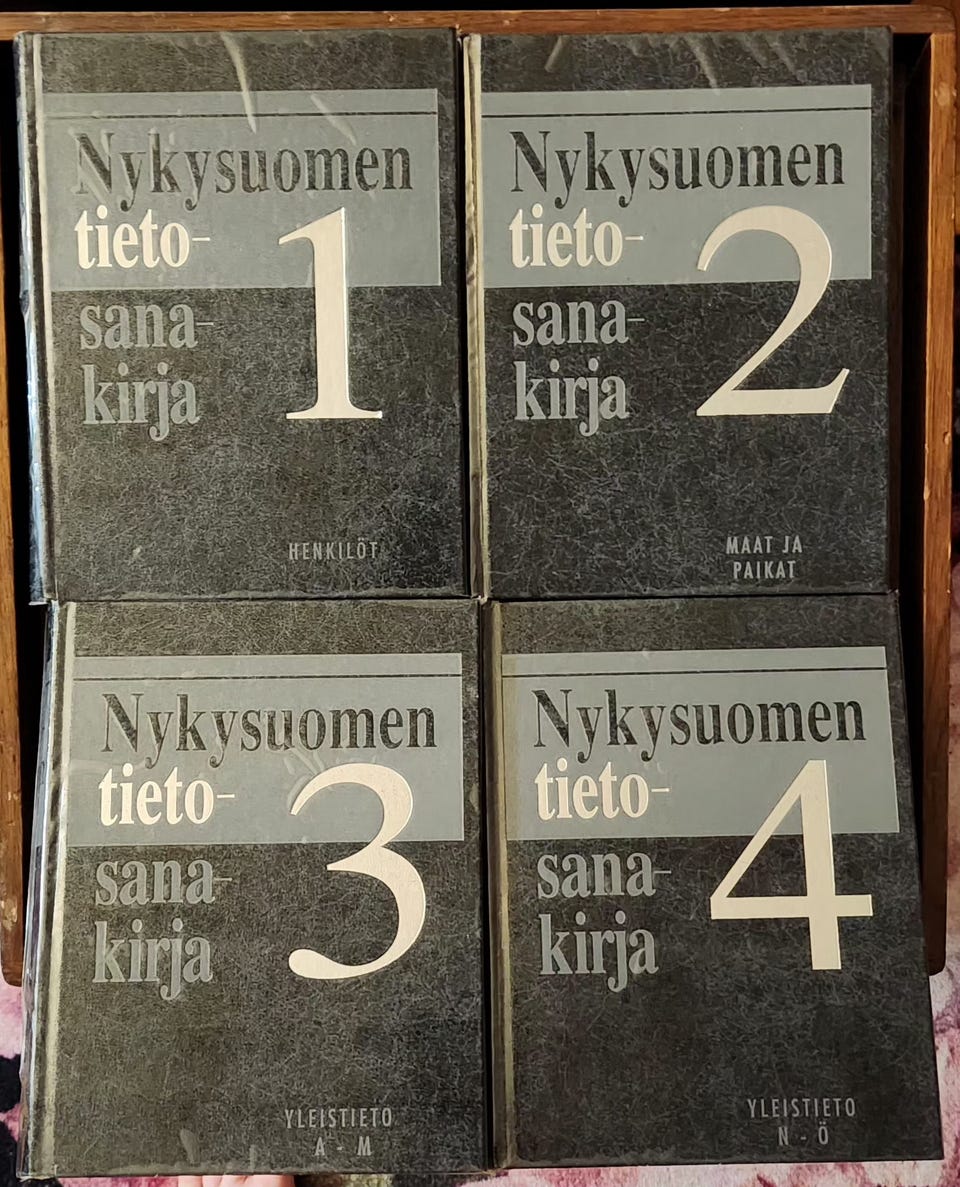 Nykysuomen
tieto-
sana-
kirja
1
HENKILÖT
Nykysuomen
tieto-
sana-
kirja
2
MAAT JA
PAIKAT
Nykysuomen
tieto-
sana-
kirja
3
YLEISTIETO
A - M
Nykysuomen
tieto-
sana-
kirja
4
YLEISTIETO
N - Ö